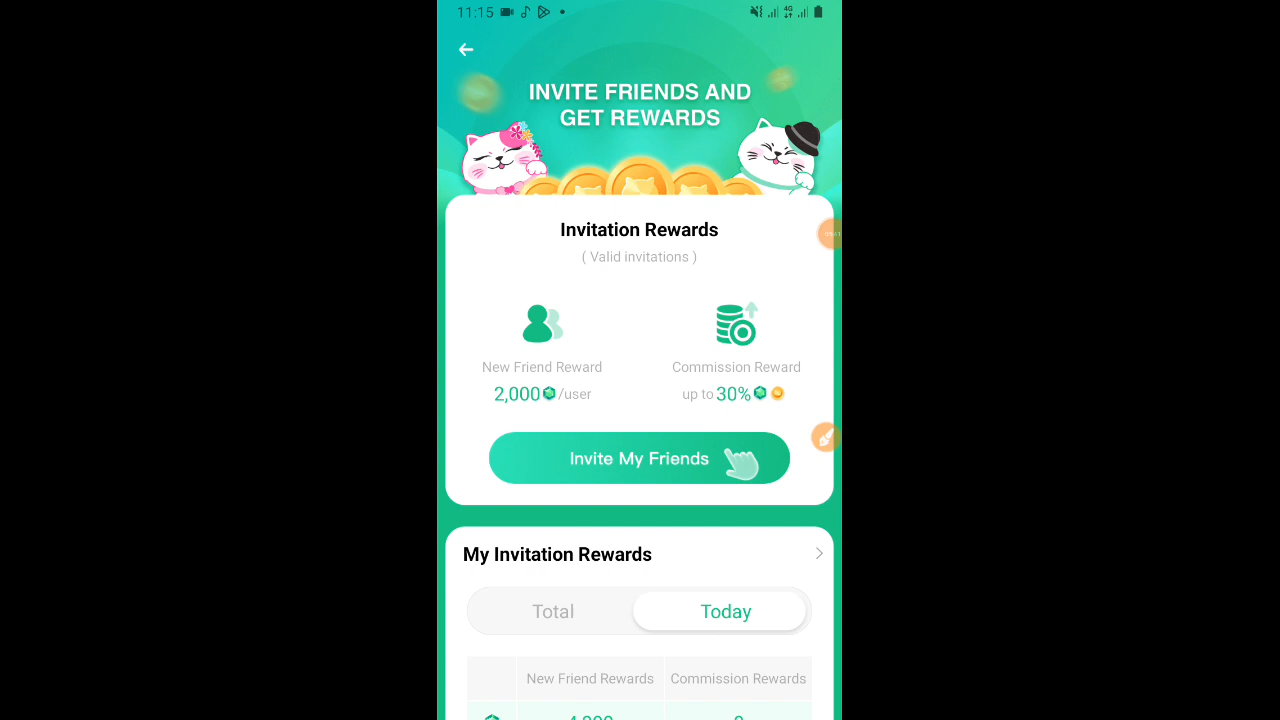 11:15
4G
INVITE FRIENDS AND
GET REWARDS
Invitation Rewards
( Valid invitations )
New Friend Reward
Commission Reward
2,000 /user
up to 30%
Invite My Friends
My Invitation Rewards
Total
Today
New Friend Rewards
Commission Rewards